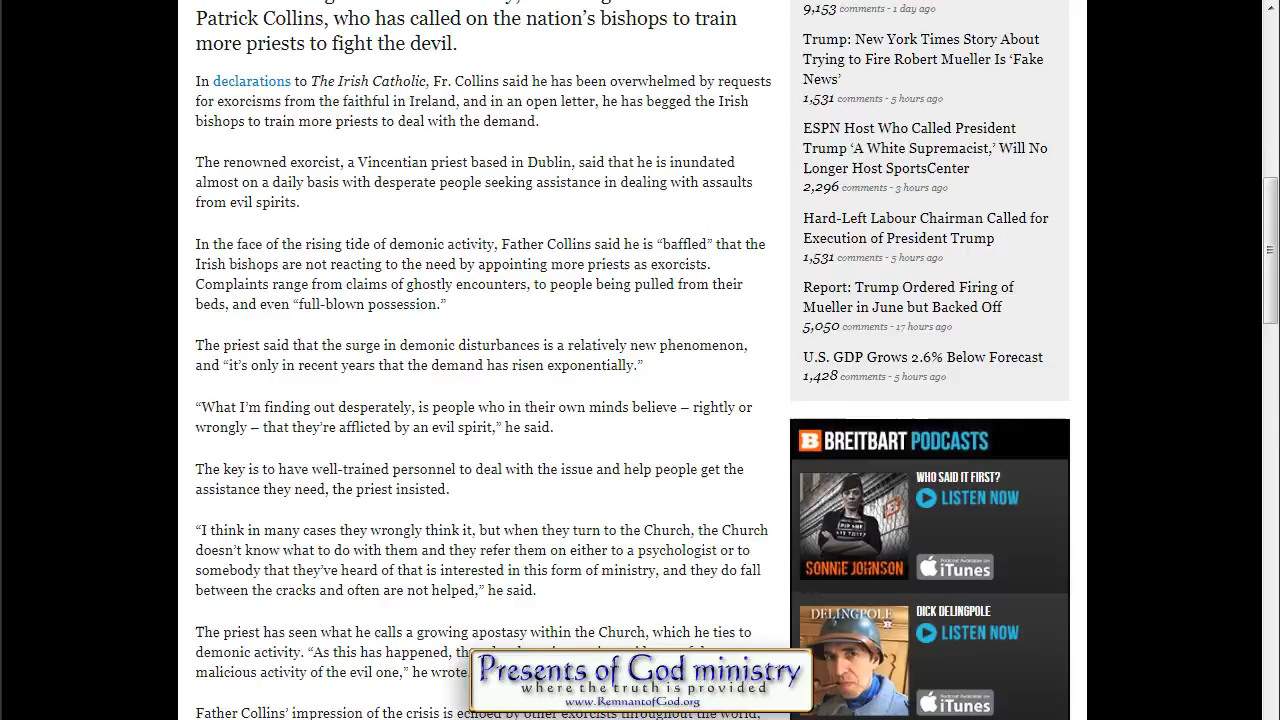 Patrick Collins, who has called on the nation’s bishops to train
more priests to fight the devil.
In declarations to The Irish Catholic, Fr. Collins said he has been overwhelmed by requests
for exorcisms from the faithful in Ireland, and in an open letter, he has begged the Irish
bishops to train more priests to deal with the demand.
The renowned exorcist, a Vincentian priest based in Dublin, said that he is inundated
almost on a daily basis with desperate people seeking assistance in dealing with assaults
from evil spirits.
In the face of the rising tide of demonic activity, Father Collins said he is “baffled” that the
Irish bishops are not reacting to the need by appointing more priests as exorcists.
Complaints range from claims of ghostly encounters, to people being pulled from their
beds, and even “full-blown possession.”
The priest said that the surge in demonic disturbances is a relatively new phenomenon,
and “it’s only in recent years that the demand has risen exponentially.”
“What I’m finding out desperately, is people who in their own minds believe – rightly or
wrongly – that they’re afflicted by an evil spirit,” he said.
The key is to have well-trained personnel to deal with the issue and help people get the
assistance they need, the priest insisted.
“I think in many cases they wrongly think it, but when they turn to the Church, the Church
doesn’t know what to do with them and they refer them on either to a psychologist or to
somebody that they’ve heard of that is interested in this form of ministry, and they do fall
between the cracks and often are not helped,” he said.
The priest has seen what he calls a growing apostasy within the Church, which he ties to
demonic activity. “As this has happened,
malicious activity of the evil one,” he wrote
Father Collins’ impression of the crisis is echoed by other exorcists throughout the world,
9,153 comments - 1 day ago
Trump: New York Times Story About
Trying to Fire Robert Mueller Is ‘Fake
News’
1,531 comments - 5 hours ago
ESPN Host Who Called President
Trump ‘A White Supremacist,’ Will No
Longer Host SportsCenter
2,296 comments - 3 hours ago
Hard-Left Labour Chairman Called for
Execution of President Trump
1,531 comments - 5 hours ago
Report: Trump Ordered Firing of
Mueller in June but Backed Off
5,050 comments - 17 hours ago
U.S. GDP Grows 2.6% Below Forecast
1,428 comments - 5 hours ago
B BREITBART PODCASTS
WHO SAID IT FIRST?
LISTEN NOW
SONNIE JOHNSON
Podcast Available on
iTunes
DICK DELINGPOLE
LISTEN NOW
DELINGPOLE
Podcast Available on
iTunes
Presents of God ministry
where the truth is provided
www.RemnantofGod.org